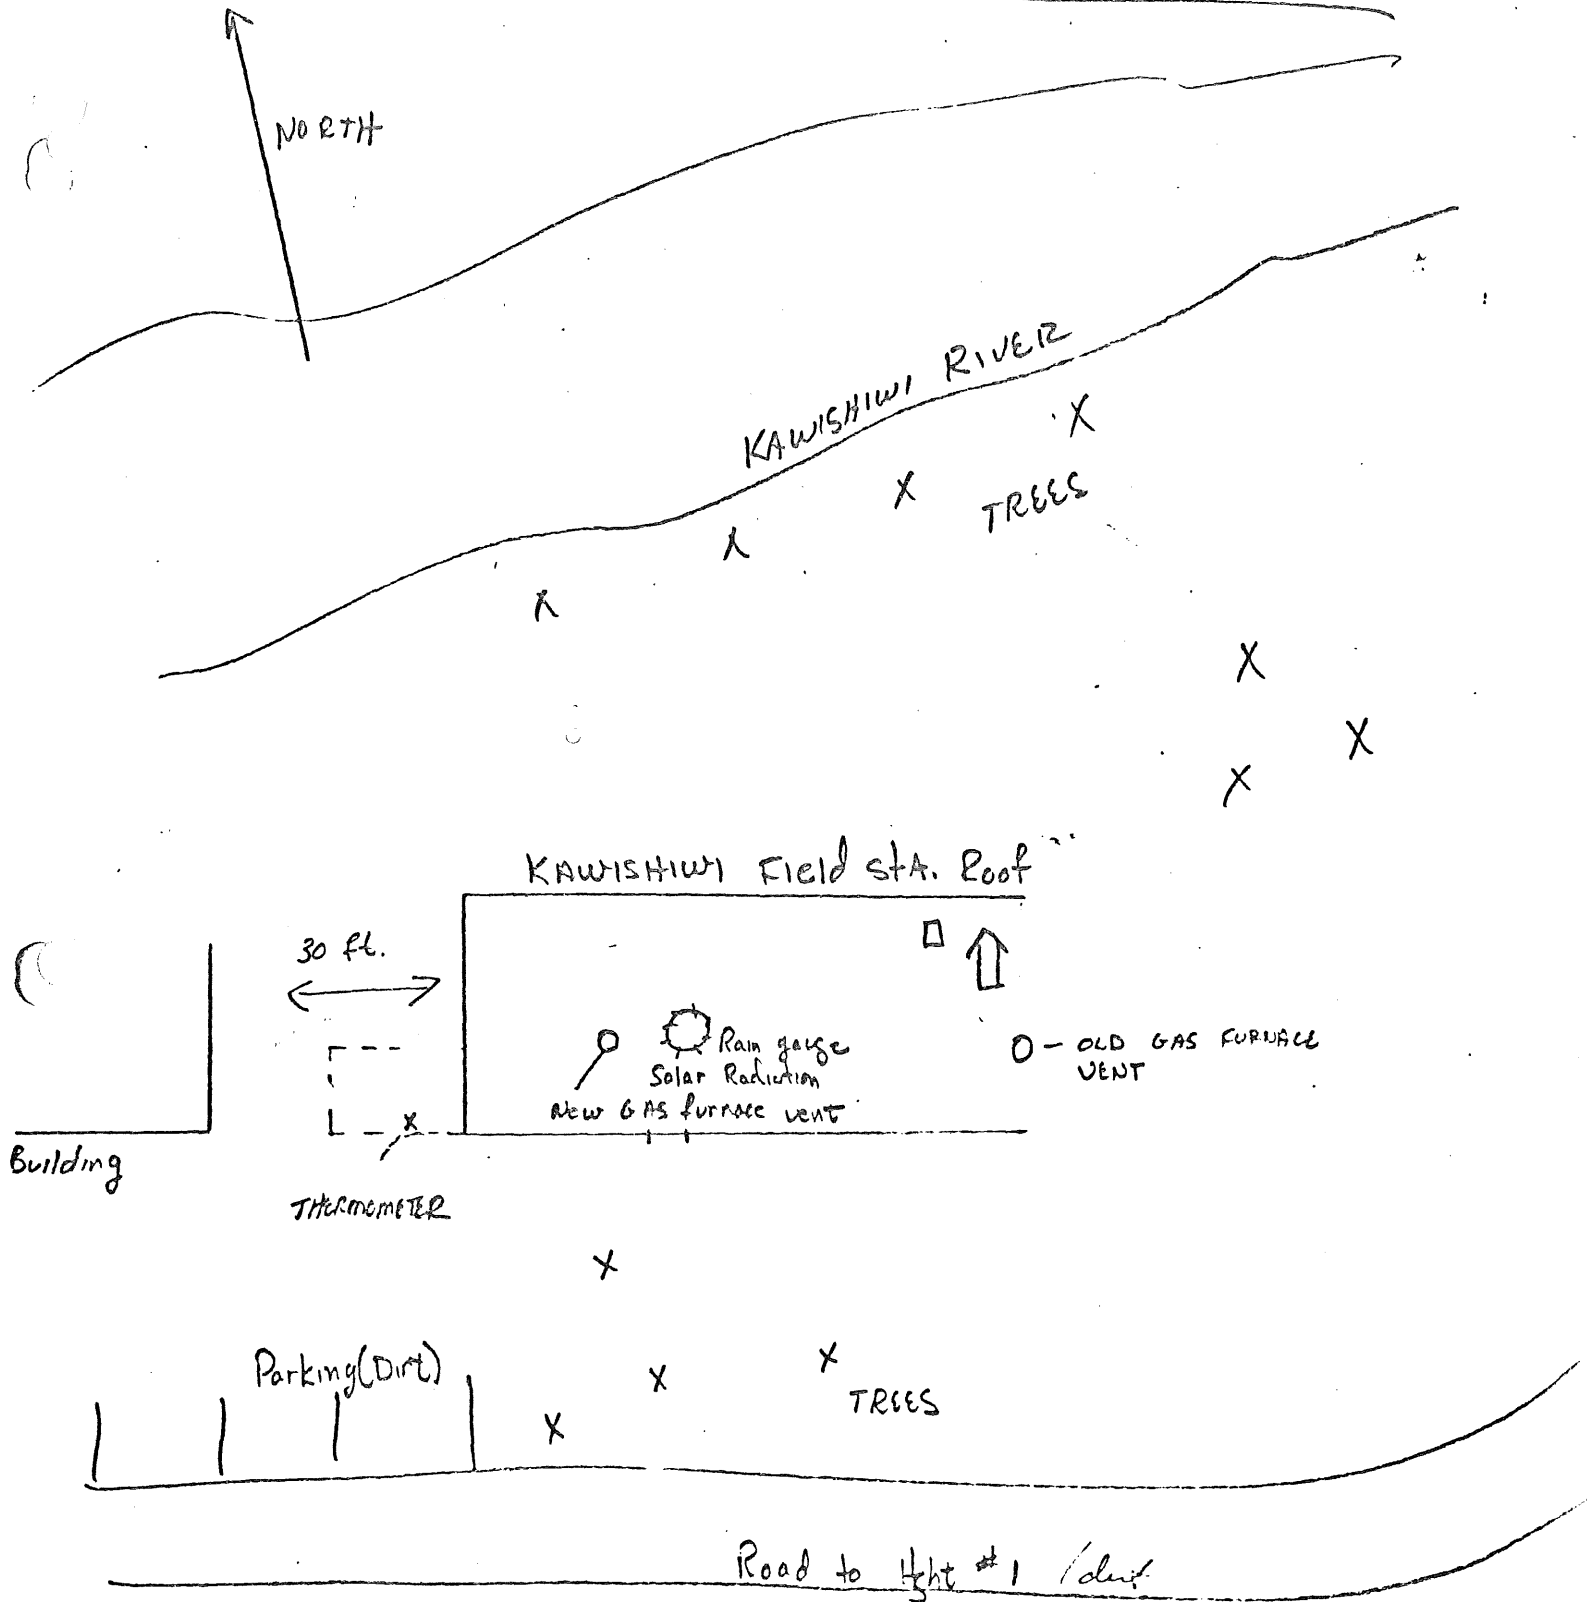 NORTH
KAWISHIWI RIVER
TREES
KAWISHIWI Field StA. Roof
30 ft.
Rain gauge
Solar Radiation
New GAS furnace vent
O - OLD GAS FURNACE
VENT
Building
THERMOMETER
Parking (Dirt)
TREES
Road to #1